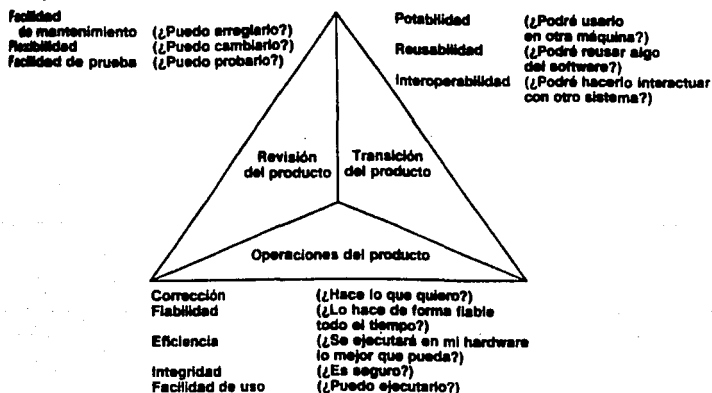 Facilidad
de mantenimiento (¿Puedo arreglarlo?)
Flexibilidad (¿Puedo cambiarlo?)
Facilidad de prueba (¿Puedo probarlo?)
Potabilidad (¿Podré usarlo
en otra máquina?)
Reusabilidad (¿Podré reusar algo
del software?)
Interoperabilidad (¿Podré hacerlo interactuar
con otro sistema?)
Revisión
del producto
Transición
del producto
Operaciones del producto
Corrección (¿Hace lo que quiero?)
Fiabilidad (¿Lo hace de forma fiable
todo el tiempo?)
Eficiencia (¿Se ejecutará en mi hardware
lo mejor que pueda?)
Integridad (¿Es seguro?)
Facilidad de uso (¿Puedo ejecutarlo?)